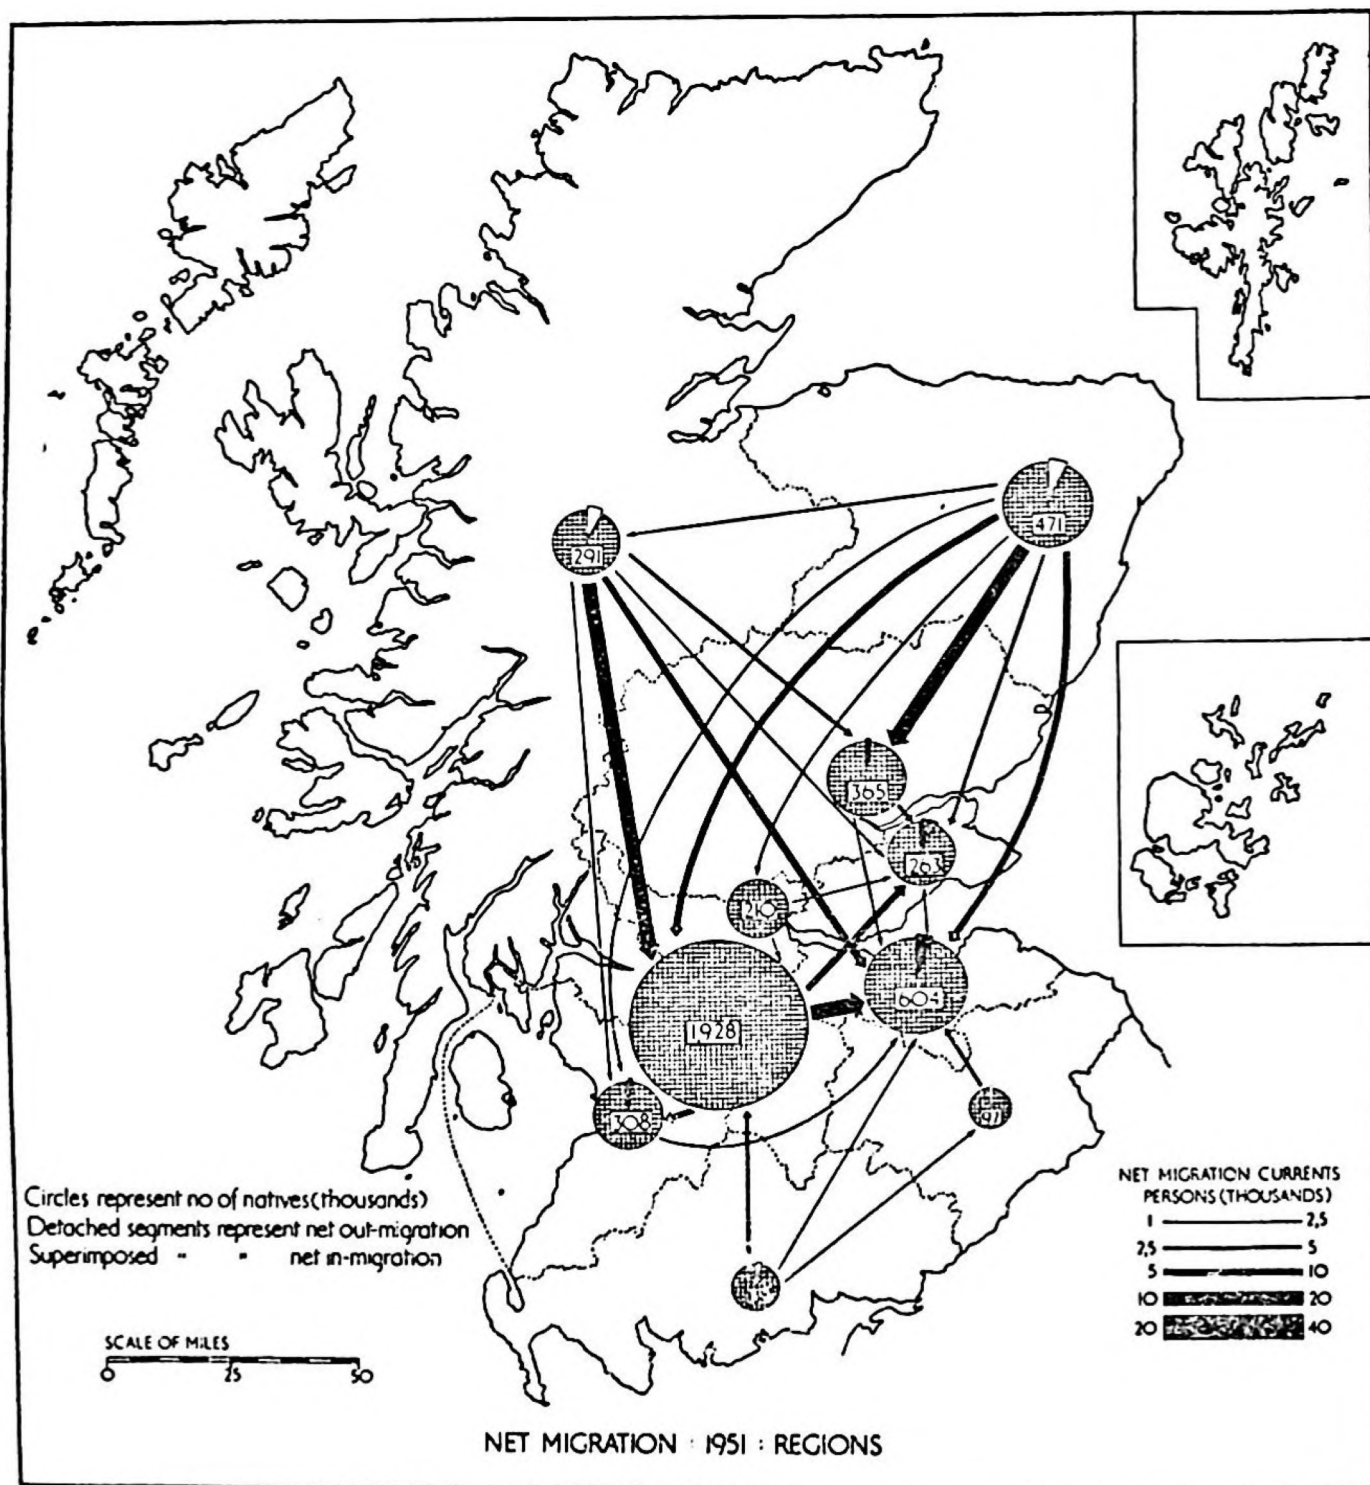 291
471
365
263
210
604
1928
308
97
Circles represent no of natives(thousands)
Detached segments represent net out-migration
Superimposed " " net in-migration
NET MIGRATION CURRENTS
PERSONS (THOUSANDS)
1 2,5
2,5 5
5 10
10 20
20 40
SCALE OF MILES
0 25 50
NET MIGRATION : 1951 : REGIONS